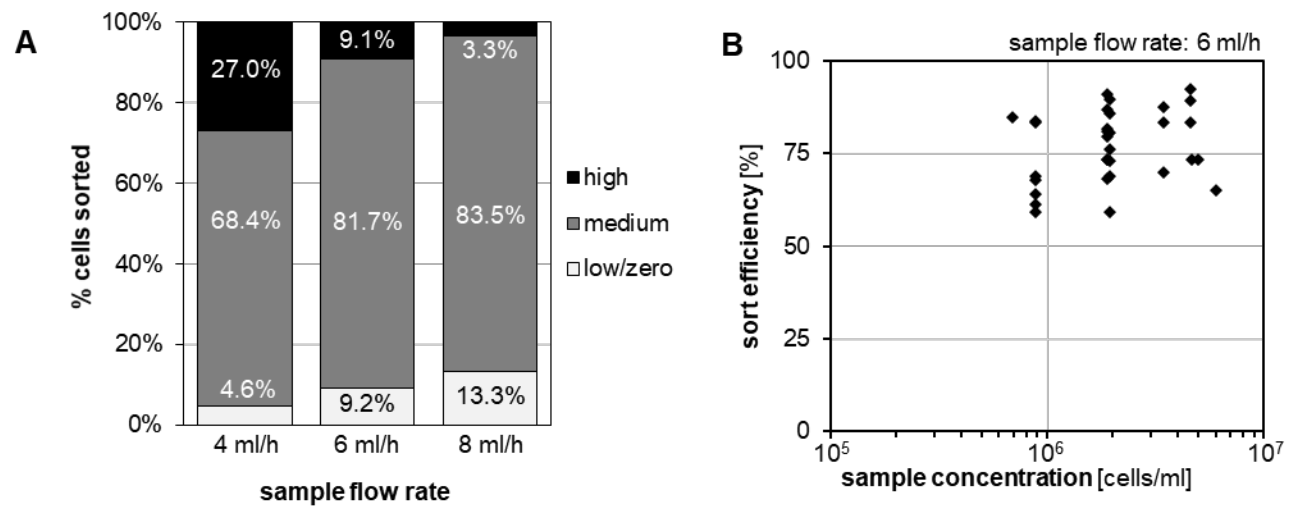 A
% cells sorted
100%
80%
60%
40%
20%
0%
27.0%
68.4%
4.6%
9.1%
81.7%
9.2%
3.3%
83.5%
13.3%
4 ml/h
6 ml/h
8 ml/h
sample flow rate
high
medium
low/zero
B
sample flow rate: 6 ml/h
sort efficiency [%]
100
75
50
25
0
10⁵
10⁶
10⁷
sample concentration [cells/ml]